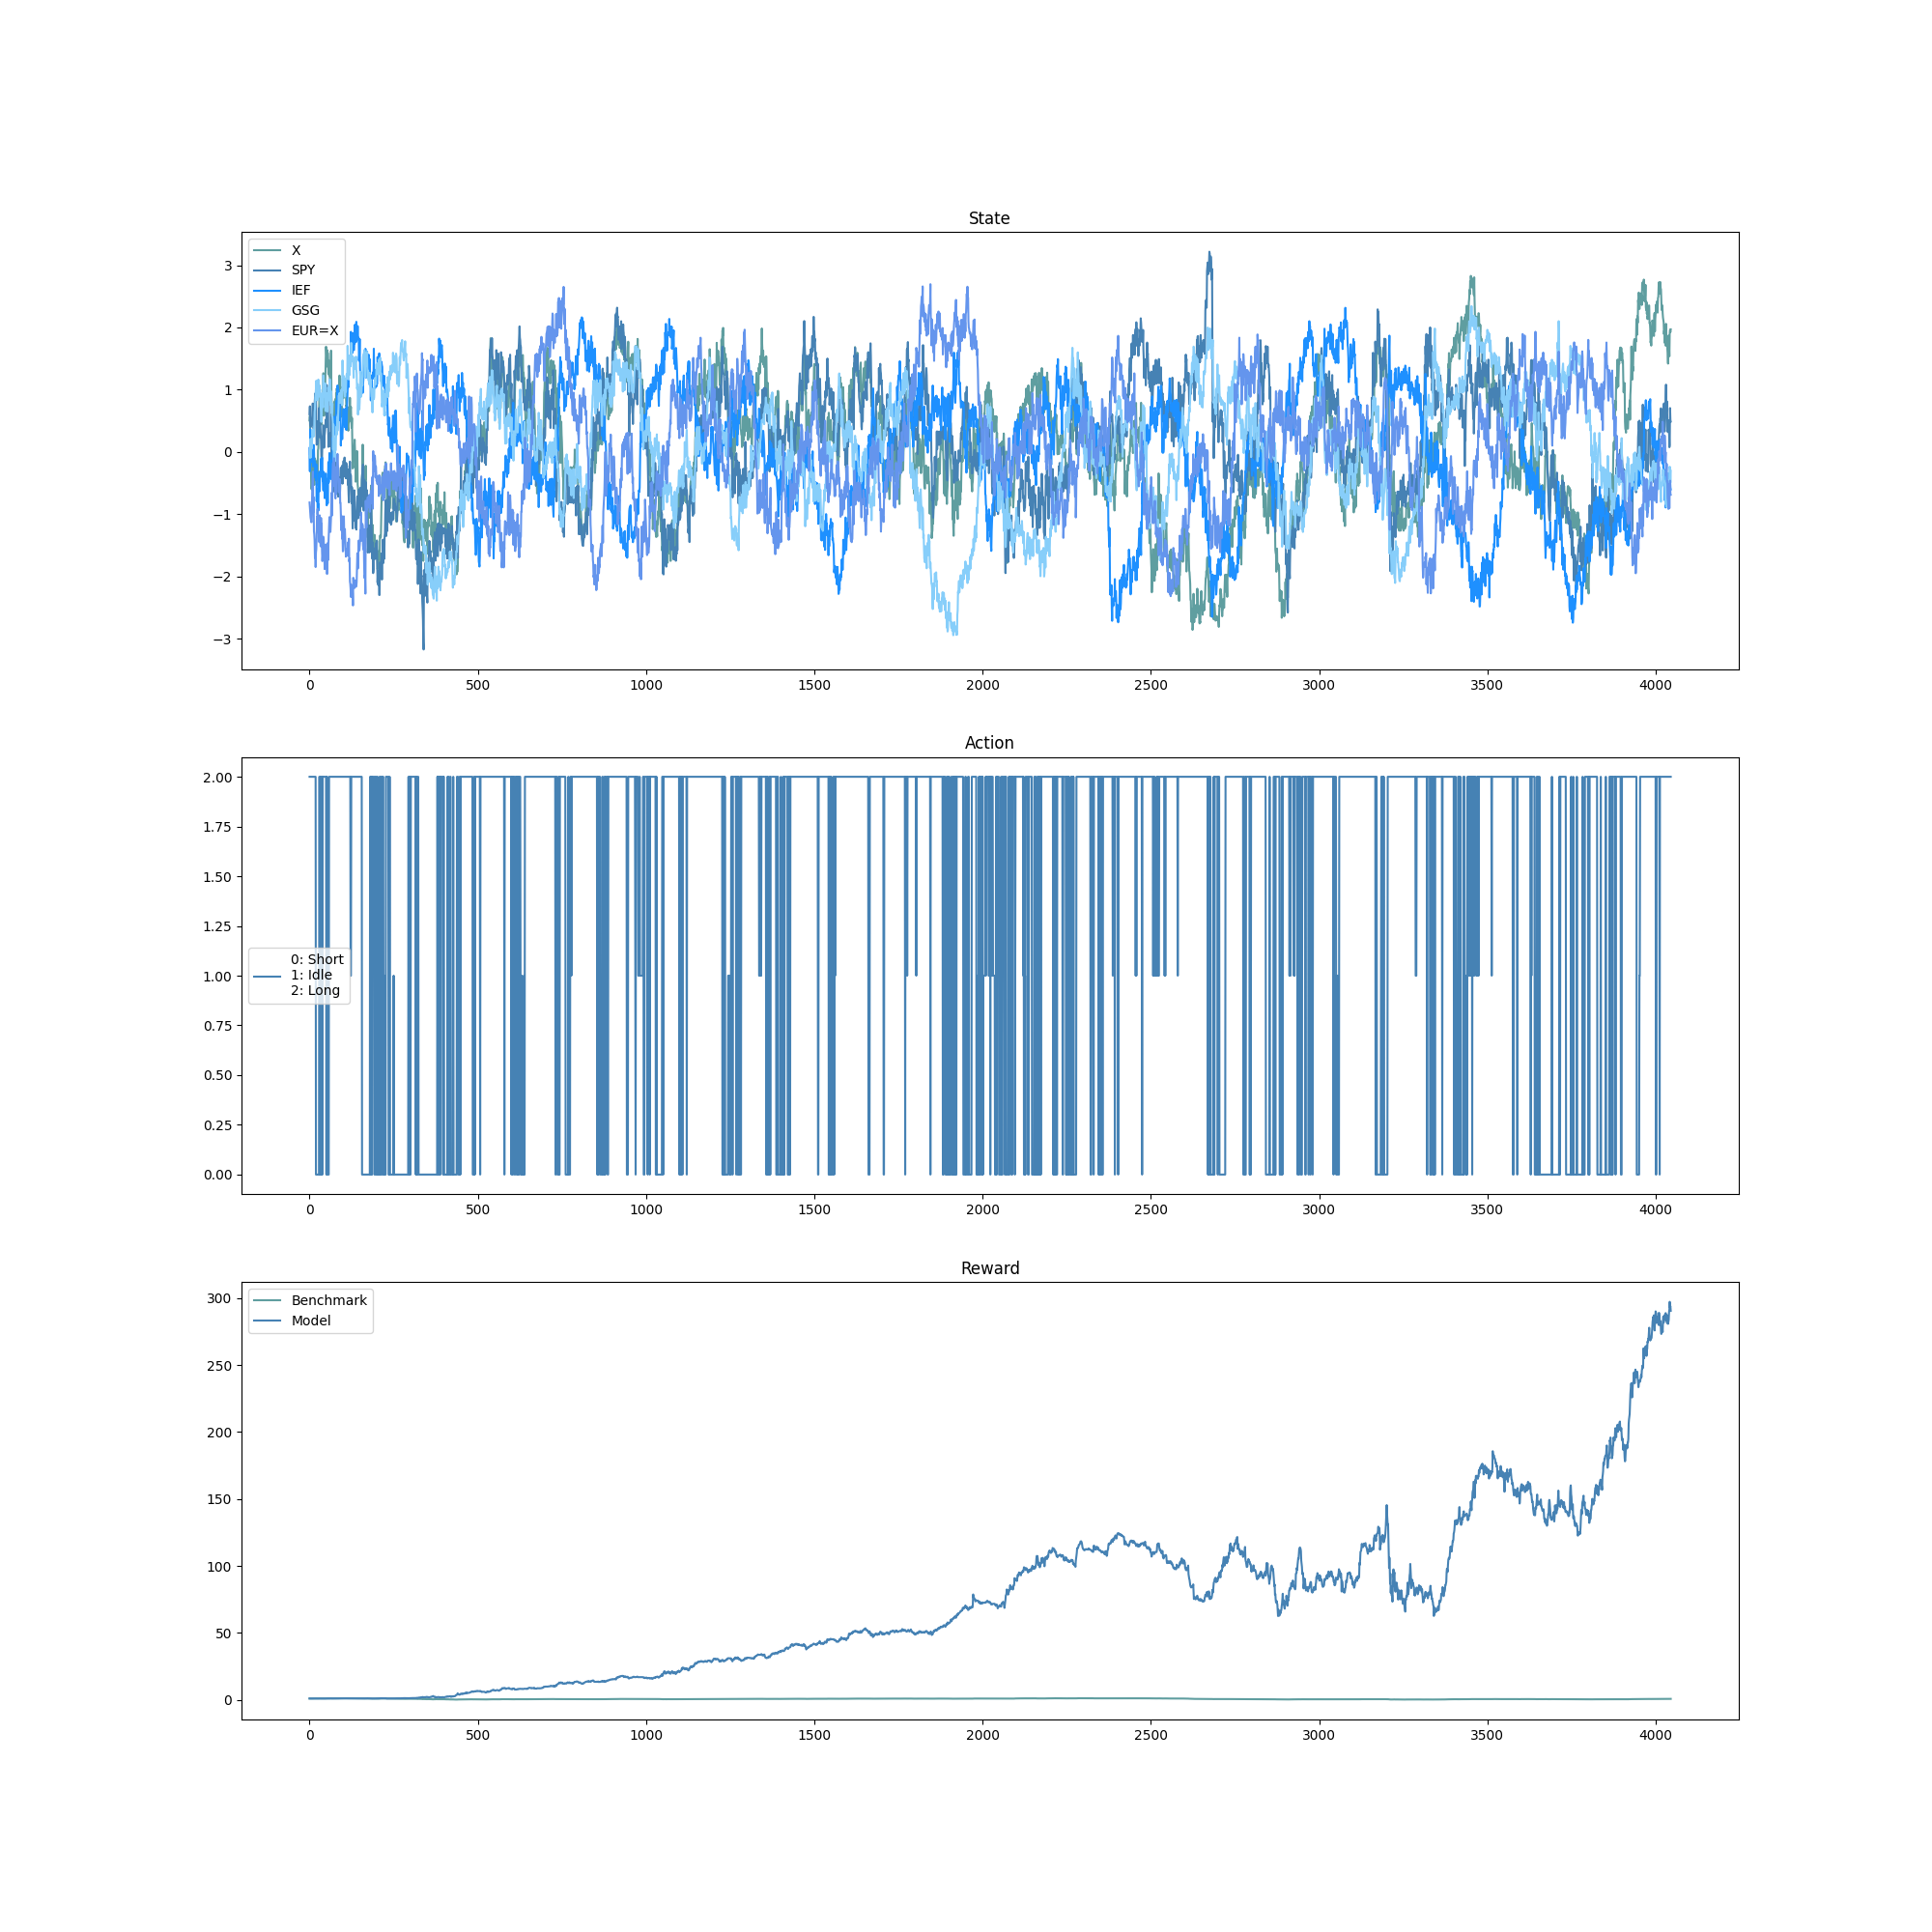 State
X
SPY
IEF
GSG
EUR=X
3
2
1
0
−1
−2
−3
0 500 1000 1500 2000 2500 3000 3500 4000
Action
2.00
1.75
1.50
1.25
1.00
0.75
0.50
0.25
0.00
0: Short
1: Idle
2: Long
0 500 1000 1500 2000 2500 3000 3500 4000
Reward
Benchmark
Model
300
250
200
150
100
50
0
0 500 1000 1500 2000 2500 3000 3500 4000